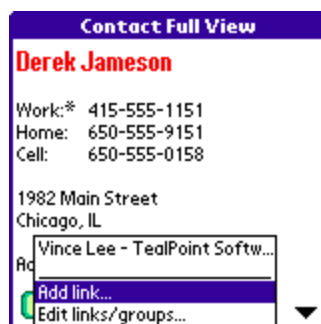 Contact Full View
Derek Jameson
Work:* 415-555-1151
Home: 650-555-9151
Cell: 650-555-0158
1982 Main Street
Chicago, IL
Vince Lee - TealPoint Softw...
Add link...
Edit links/groups...